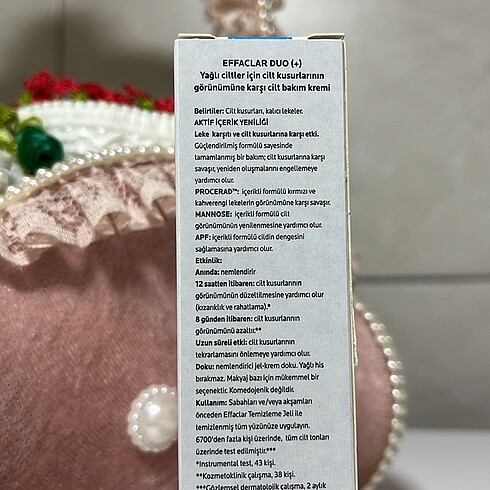 EFFACLAR DUO (+)
Yağlı ciltler için cilt kusurlarının
görünümüne karşı cilt bakım kremi
Belirtiler: Cilt kusurları, kalıcı lekeler.
AKTİF İÇERİK YENİLİĞİ
Leke karşıtı ve cilt kusurlarına karşı etki.
Güçlendirilmiş formülü sayesinde
tamamlanmış bir bakım; cilt kusurlarına karşı
savaşır, yeniden oluşmalarını engellemeye
yardımcı olur.
PROCERAD™: içerikli formülü kırmızı ve
kahverengi lekelerin görünümüne karşı savaşır.
MANNOSE: içerikli formülü cilt
görünümünün yenilenmesine yardımcı olur.
APF: içerikli formülü cildin dengesini
sağlamasına yardımcı olur.
Etkinlik:
Anında: nemlendirir
12 saatten itibaren: cilt kusurlarının
görünümünün düzeltilmesine yardımcı olur
(kızarıklık ve rahatlama).*
8 günden itibaren: cilt kusurlarının
görünümünü azaltır.**
Uzun süreli etki: cilt kusurlarının
tekrarlamasını önlemeye yardımcı olur.
Doku: nemlendirici jel-krem doku. Yağlı his
bırakmaz. Makyaj bazı için mükemmel bir
seçenektir. Komedojenik değildir.
Kullanım: Sabahları ve/veya akşamları
önceden Effaclar Temizleme Jeli ile
temizlenmiş tüm yüzünüze uygulayın.
6700'den fazla kişi üzerinde, tüm cilt tonları
üzerinde test edilmiştir.***
*Instrumental test, 43 kişi.
**Kozmetoklinik çalışma, 38 kişi.
***Gözlemsel dermatolojik çalışma, 2 aylık